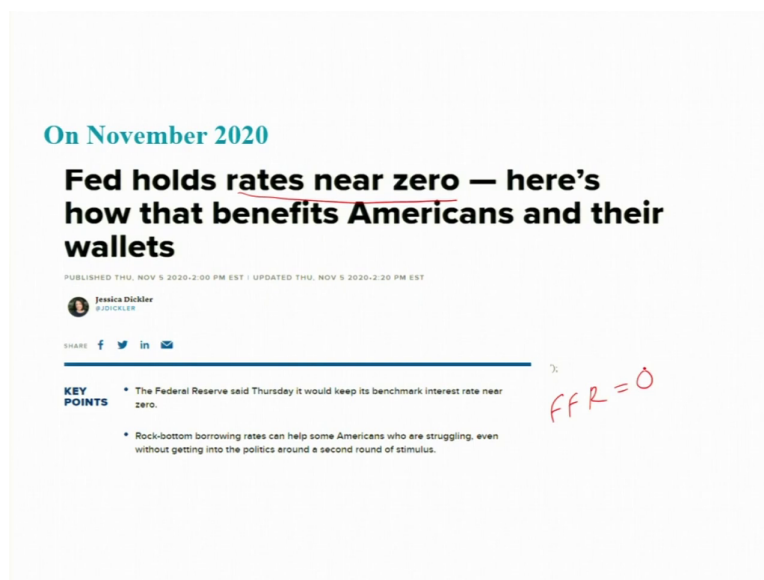 On November 2020
Fed holds rates near zero — here's
how that benefits Americans and their
wallets
PUBLISHED THU, NOV 5 2020•2:00 PM EST | UPDATED THU, NOV 5 2020•2:20 PM EST
Jessica Dickler
@JDICKLER
SHARE
KEY POINTS
• The Federal Reserve said Thursday it would keep its benchmark interest rate near
zero.
• Rock-bottom borrowing rates can help some Americans who are struggling, even
without getting into the politics around a second round of stimulus.
);
FFR = 0